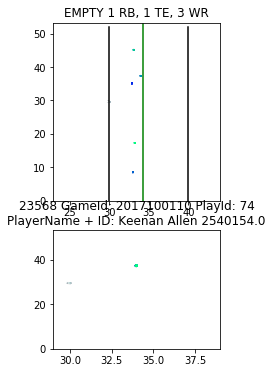 EMPTY 1 RB, 1 TE, 3 WR
50
40
30
20
10
0
25 30 35 40
23568 GameId: 2017100110 PlayId: 74
PlayerName + ID: Keenan Allen 2540154.0
40
20
0
30.0 32.5 35.0 37.5